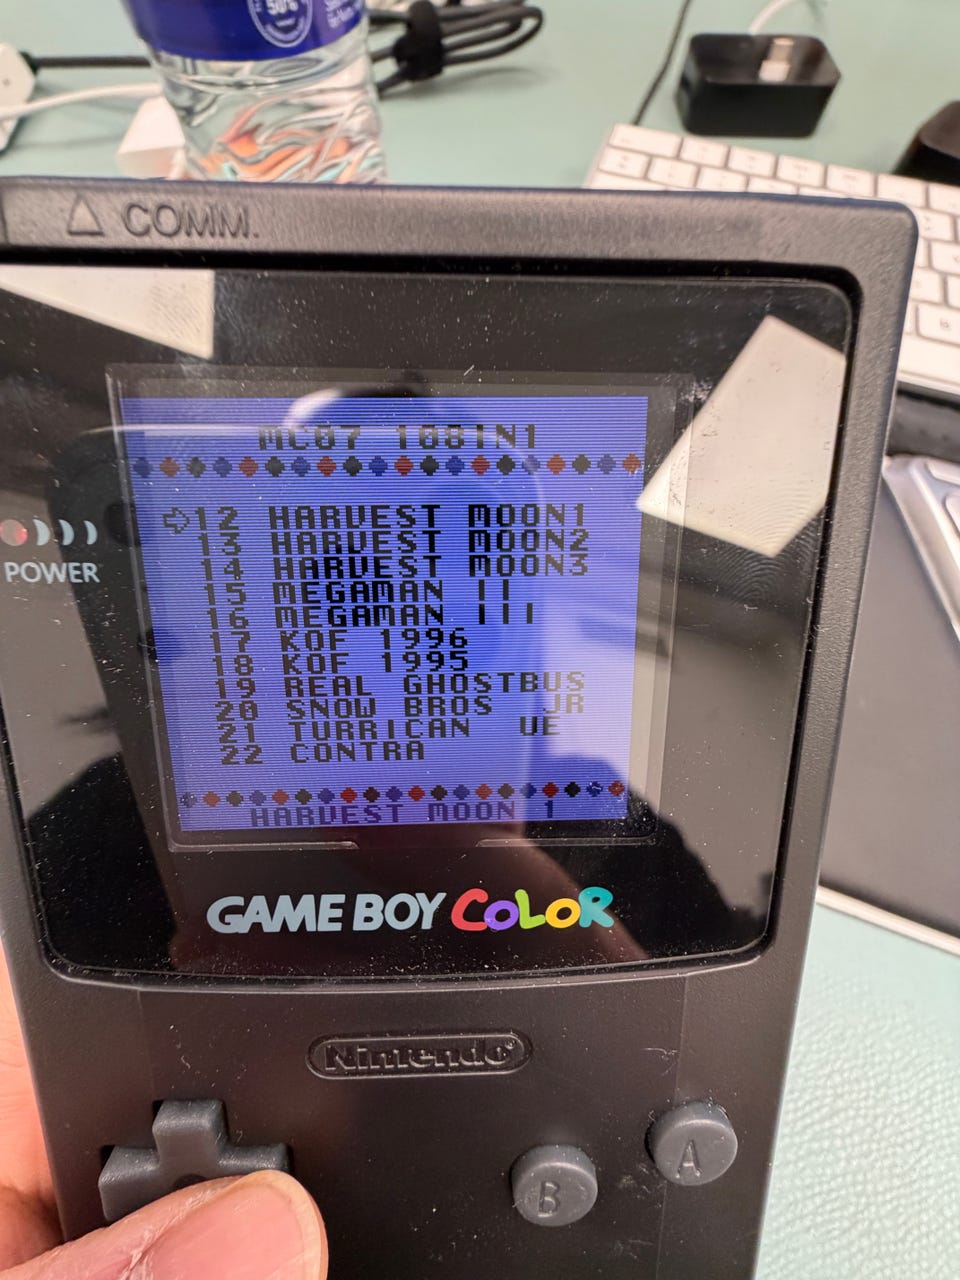 50%
COMM.
MC07 108IN1
12 HARVEST MOON1
13 HARVEST MOON2
14 HARVEST MOON3
15 MEGAMAN II
16 MEGAMAN III
17 KOF 1996
18 KOF 1995
19 REAL GHOSTBUS
20 SNOW BROS JR
21 TURRICAN VE
22 CONTRA
HARVEST MOON 1
POWER
GAME BOY COLOR
Nintendo
B
A